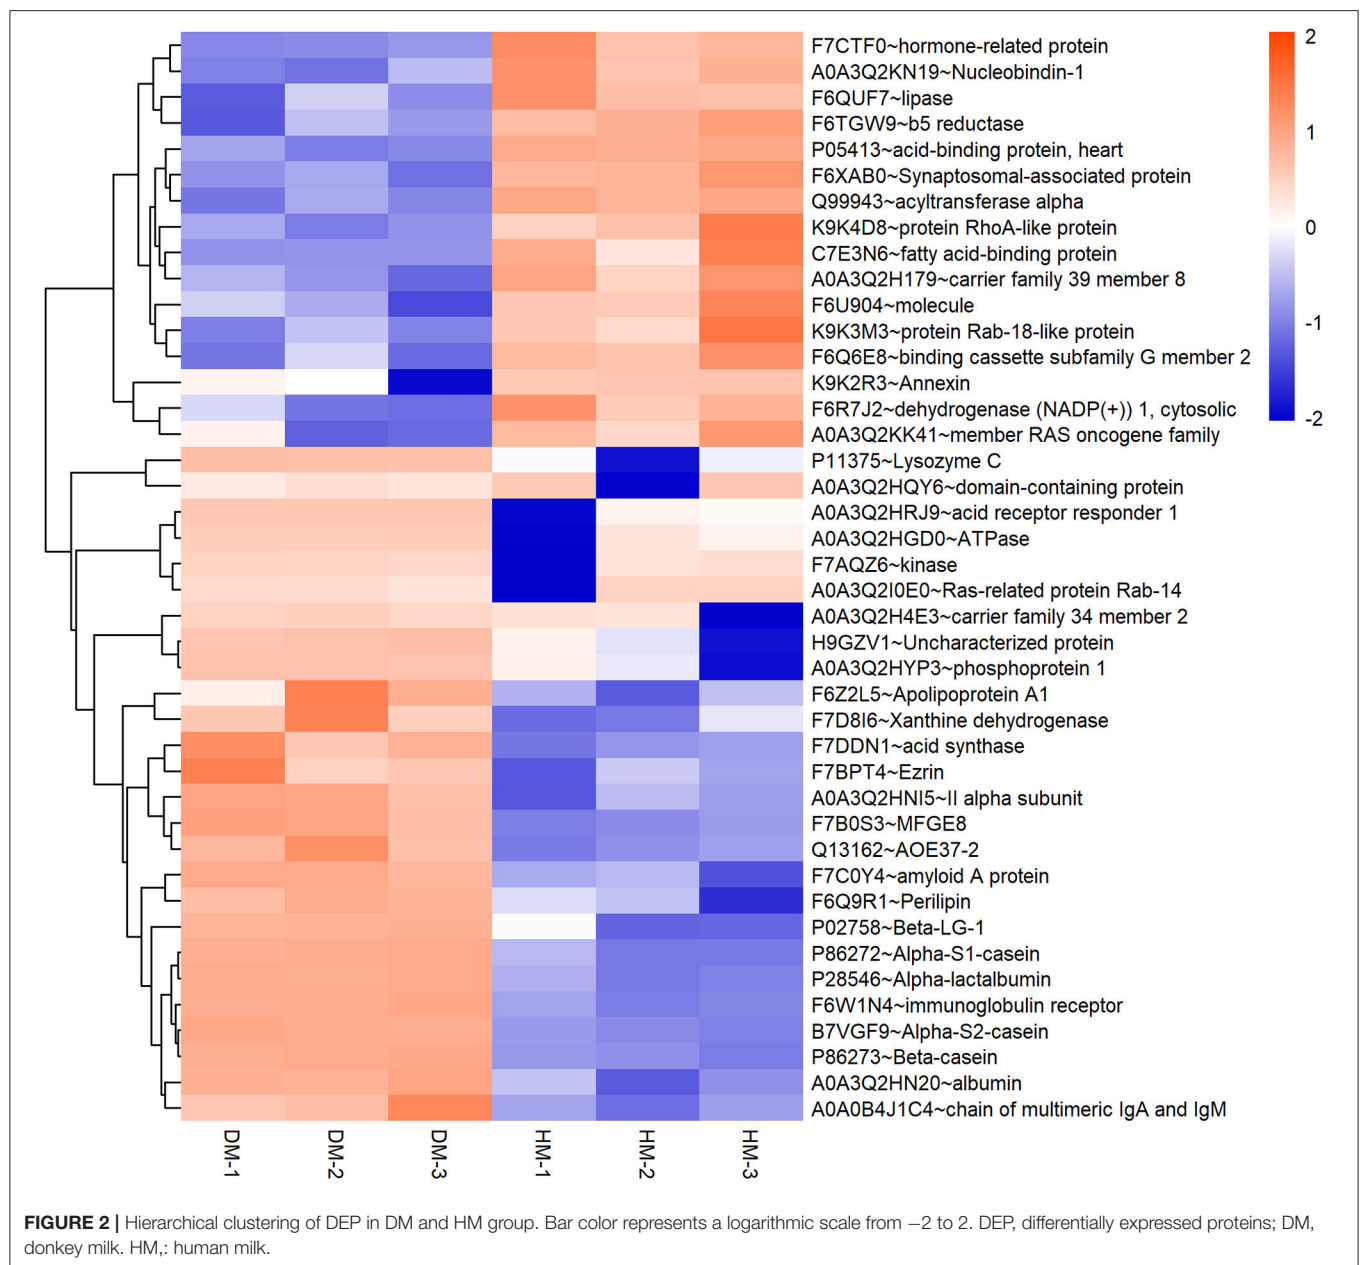 F7CTF0~hormone-related protein
A0A3Q2KN19~Nucleobindin-1
F6QUF7~lipase
F6TGW9~b5 reductase
P05413~acid-binding protein, heart
F6XAB0~Synaptosomal-associated protein
Q99943~acyltransferase alpha
K9K4D8~protein RhoA-like protein
C7E3N6~fatty acid-binding protein
A0A3Q2H179~carrier family 39 member 8
F6U904~molecule
K9K3M3~protein Rab-18-like protein
F6Q6E8~binding cassette subfamily G member 2
K9K2R3~Annexin
F6R7J2~dehydrogenase (NADP(+)) 1, cytosolic
A0A3Q2KK41~member RAS oncogene family
P11375~Lysozyme C
A0A3Q2HQY6~domain-containing protein
A0A3Q2HRJ9~acid receptor responder 1
A0A3Q2HGD0~ATPase
F7AQZ6~kinase
A0A3Q2I0E0~Ras-related protein Rab-14
A0A3Q2H4E3~carrier family 34 member 2
H9GZV1~Uncharacterized protein
A0A3Q2HYP3~phosphoprotein 1
F6Z2L5~Apolipoprotein A1
F7D8I6~Xanthine dehydrogenase
F7DDN1~acid synthase
F7BPT4~Ezrin
A0A3Q2HNI5~II alpha subunit
F7B0S3~MFGE8
Q13162~AOE37-2
F7C0Y4~amyloid A protein
F6Q9R1~Perilipin
P02758~Beta-LG-1
P86272~Alpha-S1-casein
P28546~Alpha-lactalbumin
F6W1N4~immunoglobulin receptor
B7VGF9~Alpha-S2-casein
P86273~Beta-casein
A0A3Q2HN20~albumin
A0A0B4J1C4~chain of multimeric IgA and IgM
2
1
0
-1
-2
DM-1
DM-2
DM-3
HM-1
HM-2
HM-3
FIGURE 2 | Hierarchical clustering of DEP in DM and HM group. Bar color represents a logarithmic scale from −2 to 2. DEP, differentially expressed proteins; DM,
donkey milk. HM,: human milk.